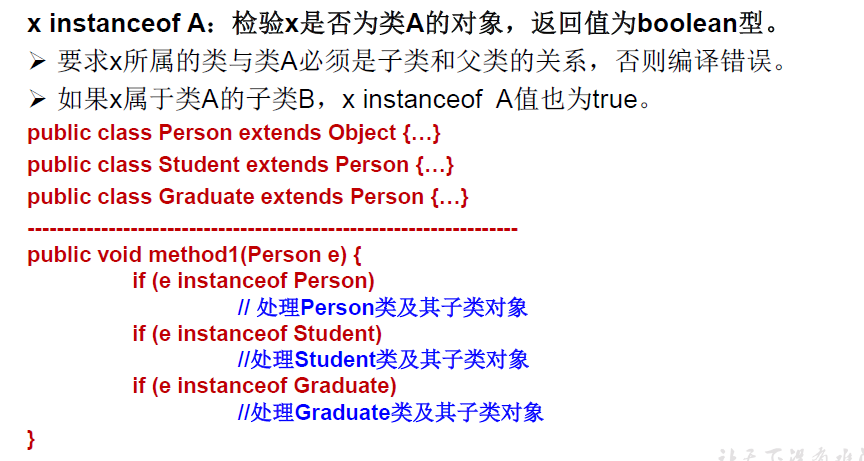 x instanceof A：检验x是否为类A的对象，返回值为boolean型。
➢ 要求x所属的类与类A必须是子类和父类的关系，否则编译错误。
➢ 如果x属于类A的子类B，x instanceof A值也为true。
public class Person extends Object {…}
public class Student extends Person {…}
public class Graduate extends Person {…}
-------------------------------------------------------------------
public void method1(Person e) {
if (e instanceof Person)
// 处理Person类及其子类对象
if (e instanceof Student)
//处理Student类及其子类对象
if (e instanceof Graduate)
//处理Graduate类及其子类对象
}